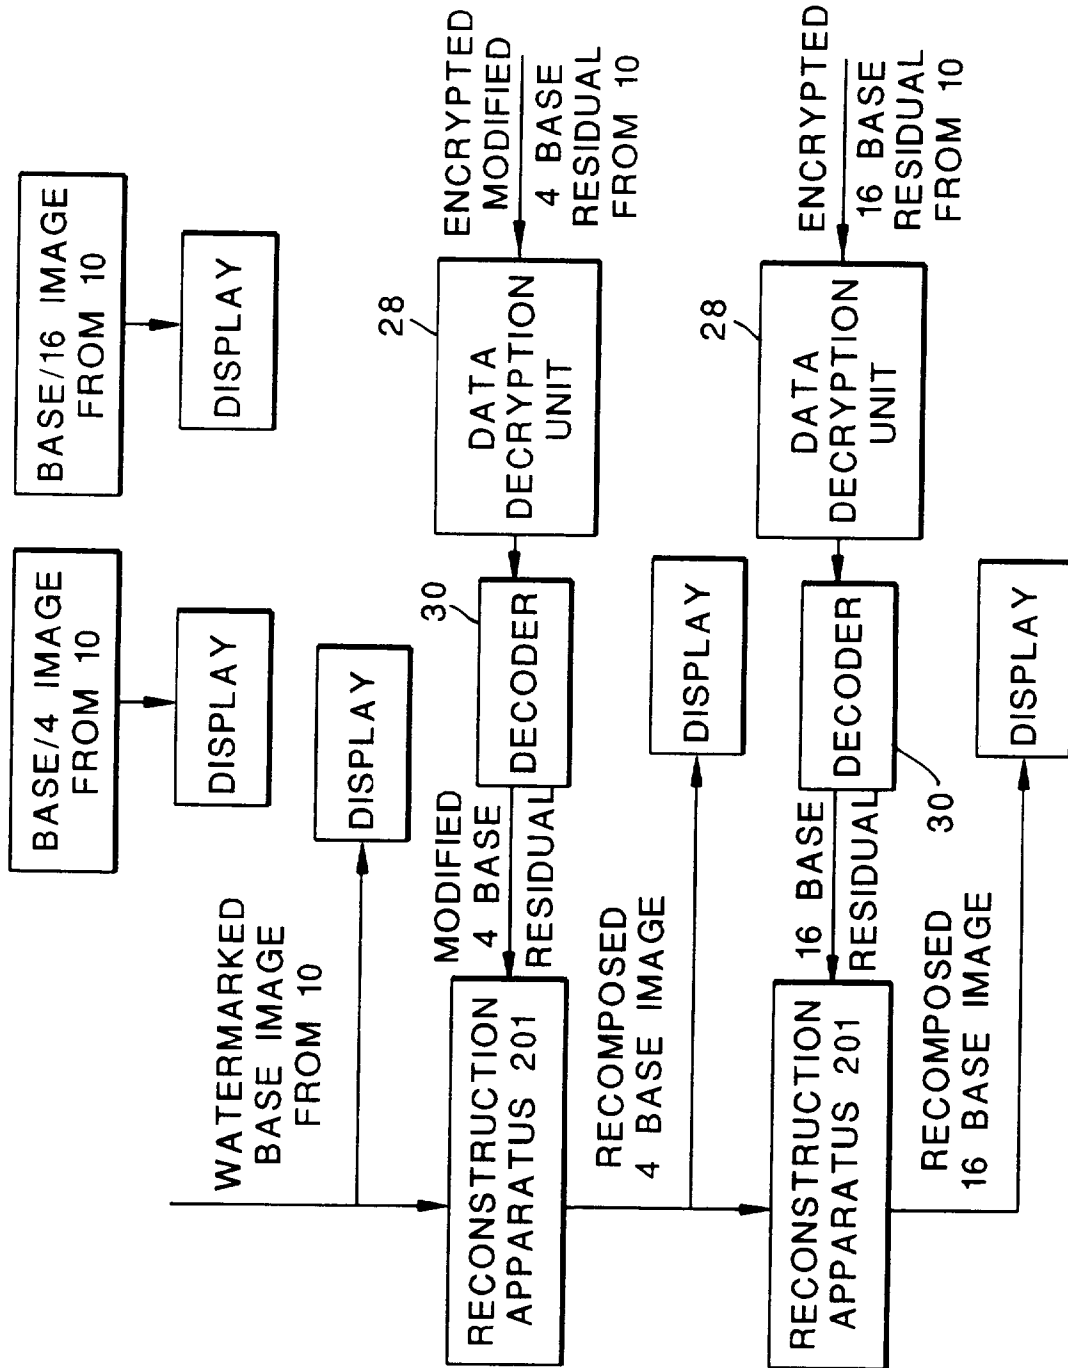 BASE/4 IMAGE
FROM 10
BASE/16 IMAGE
FROM 10
DISPLAY
DISPLAY
WATERMARKED
BASE IMAGE
FROM 10
DISPLAY
RECONSTRUCTION
APPARATUS 201
MODIFIED
4 BASE
RESIDUAL
30
DECODER
28
DATA
DECRYPTION
UNIT
ENCRYPTED
MODIFIED
4 BASE
RESIDUAL
FROM 10
RECOMPOSED
4 BASE IMAGE
DISPLAY
RECONSTRUCTION
APPARATUS 201
16 BASE
RESIDUAL
DECODER
30
28
DATA
DECRYPTION
UNIT
ENCRYPTED
16 BASE
RESIDUAL
FROM 10
RECOMPOSED
16 BASE IMAGE
DISPLAY